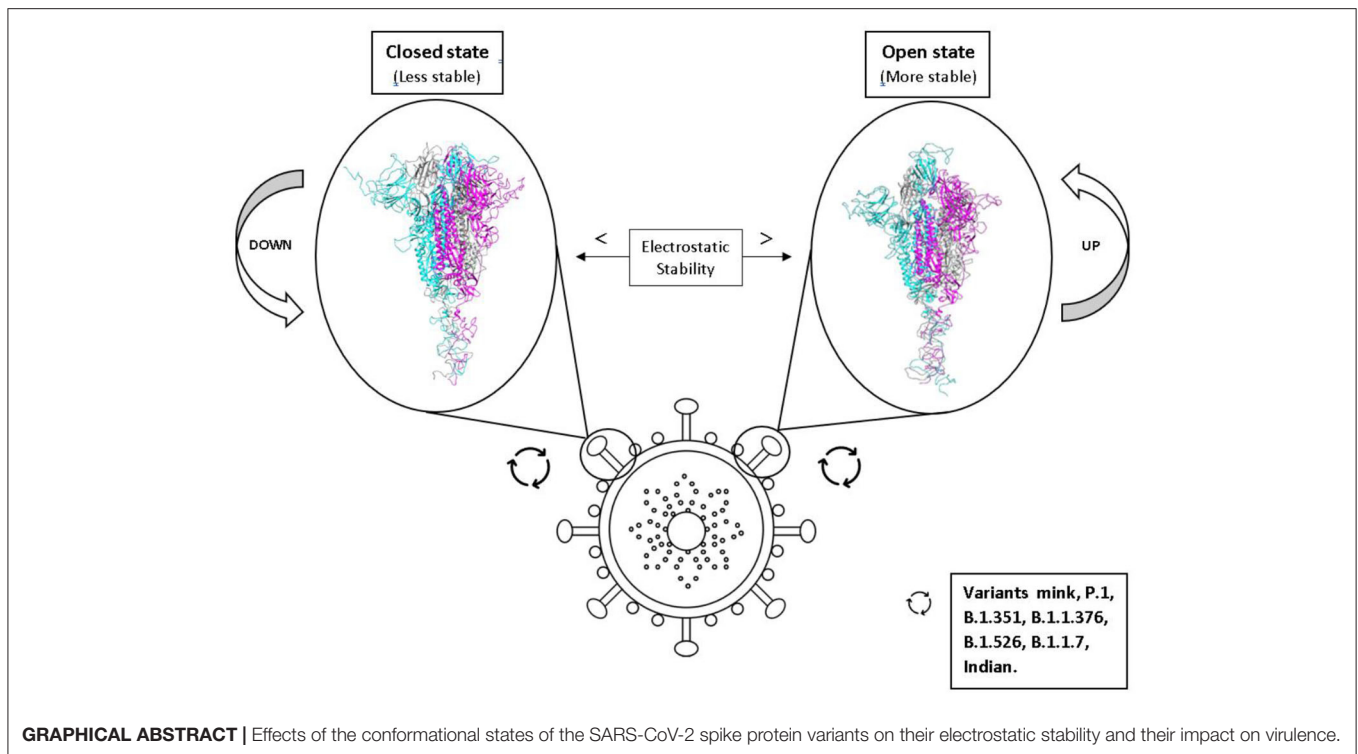 Closed state
(Less stable)
Open state
(More stable)
DOWN
<
Electrostatic
Stability
>
UP
Variants mink, P.1,
B.1.351, B.1.1.376,
B.1.526, B.1.1.7,
Indian.
GRAPHICAL ABSTRACT | Effects of the conformational states of the SARS-CoV-2 spike protein variants on their electrostatic stability and their impact on virulence.